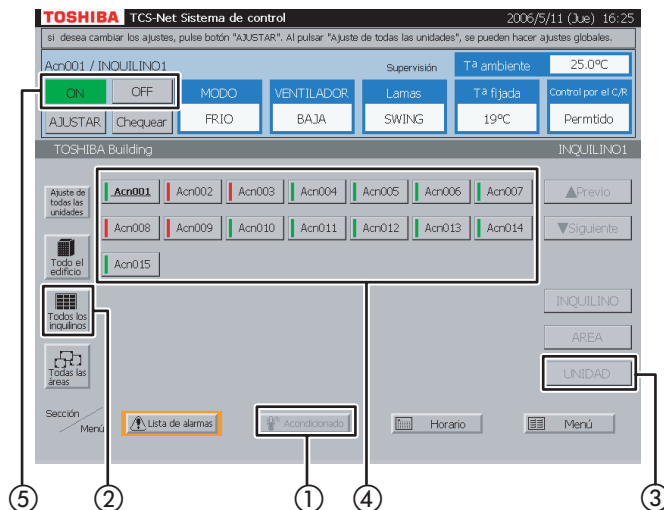 TOSHIBA TCS-Net Sistema de control 2006/5/11 (Jue) 16:25
si desea cambiar los ajustes, pulse botón "AJUSTAR". Al pulsar "Ajuste de todas las unidades", se pueden hacer ajustes globales.
Acn001 / INQUILINO1 Supervisión Tª ambiente 25.0ºC
ON OFF MODO VENTILADOR Lamas Tª fijada Control por el C/R
AJUSTAR Chequear FRIO BAJA SWING 19ºC Permtido
TOSHIBA Building INQUILINO1
Ajuste de todas las unidades
Acn001 Acn002 Acn003 Acn004 Acn005 Acn006 Acn007
▲Previo
Acn008 Acn009 Acn010 Acn011 Acn012 Acn013 Acn014
▼Siguiente
Todo el edificio
Acn015
Todos los inquilinos
INQUILINO
AREA
Todas las áreas
UNIDAD
Sección / Menú
Lista de alarmas Acondicionado Horario Menú
5 2 1 4 3